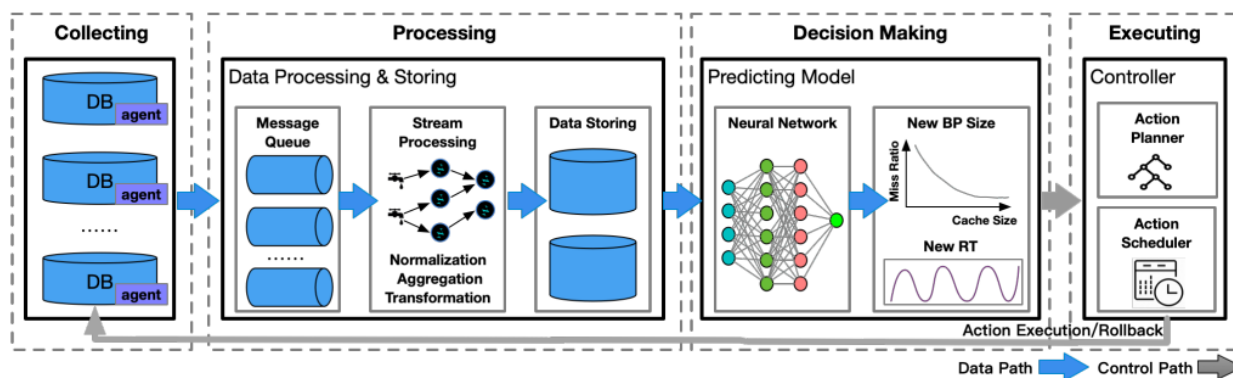 Collecting
Processing
Decision Making
Executing
DB
agent
DB
agent
......
DB
agent
Data Processing & Storing
Message
Queue
......
Stream
Processing
Normalization
Aggregation
Transformation
Data Storing
Predicting Model
Neural Network
New BP Size
Miss Ratio
Cache Size
New RT
Controller
Action
Planner
Action
Scheduler
Action Execution/Rollback
Data Path
Control Path